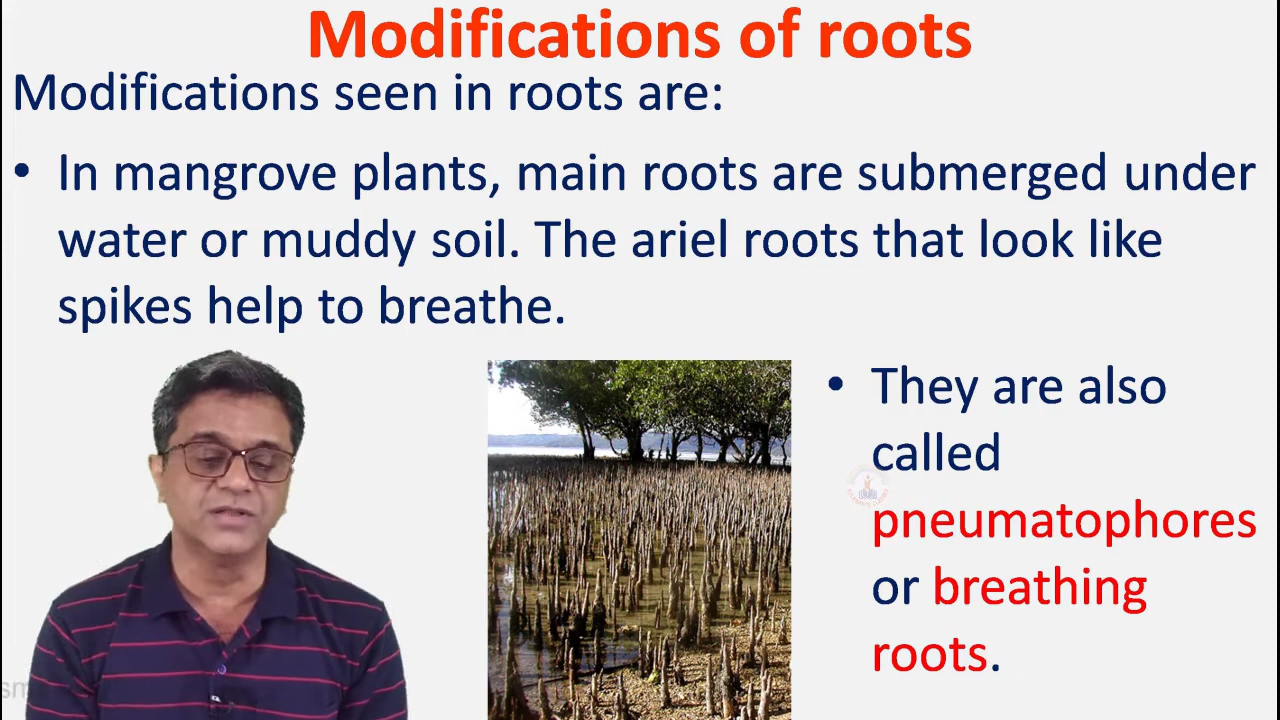 Modifications of roots
Modifications seen in roots are:
• In mangrove plants, main roots are submerged under
water or muddy soil. The ariel roots that look like
spikes help to breathe.
• They are also
called
pneumatophores
or breathing
roots.